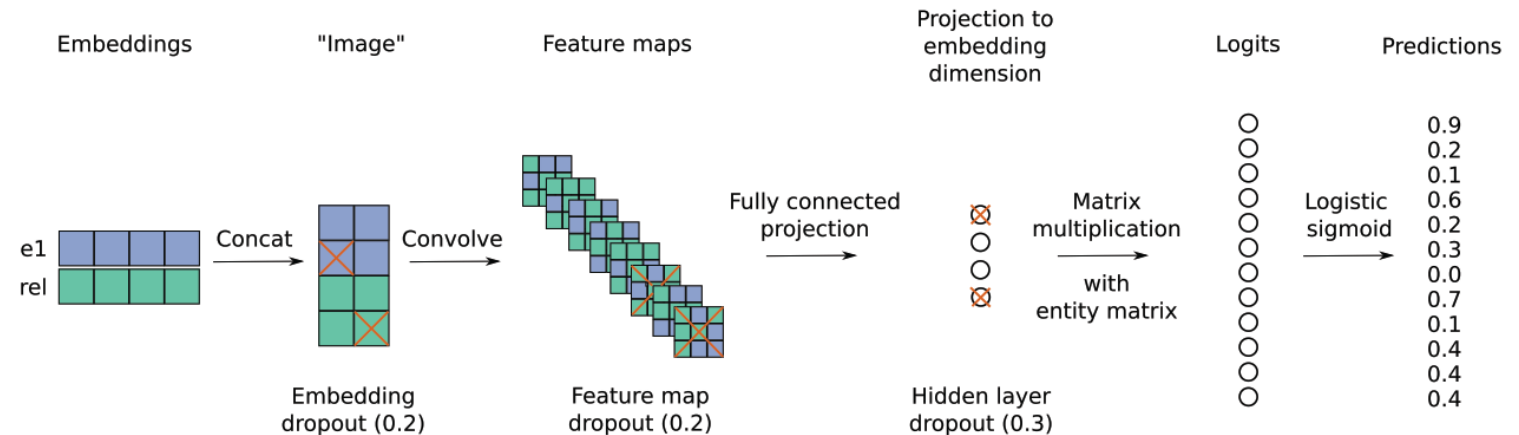 Embeddings
"Image"
Feature maps
Projection to
embedding
dimension
Logits
Predictions
e1
rel
Concat
Convolve
Fully connected
projection
Matrix
multiplication
with
entity matrix
Logistic
sigmoid
0.9
0.2
0.1
0.6
0.2
0.3
0.0
0.7
0.1
0.4
0.4
0.4
Embedding
dropout (0.2)
Feature map
dropout (0.2)
Hidden layer
dropout (0.3)